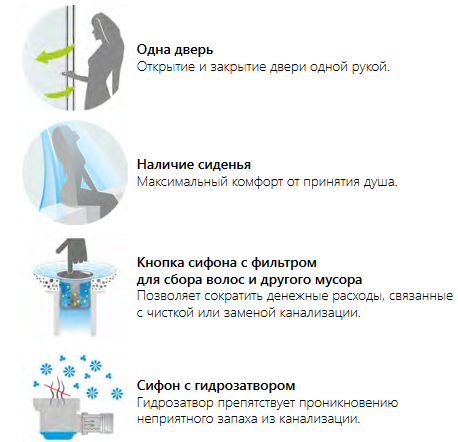 Одна дверь
Открытие и закрытие двери одной рукой.
Наличие сиденья
Максимальный комфорт от принятия душа.
Кнопка сифона с фильтром
для сбора волос и другого мусора
Позволяет сократить денежные расходы, связанные
с чисткой или заменой канализации.
Сифон с гидрозатвором
Гидрозатвор препятствует проникновению
неприятного запаха из канализации.